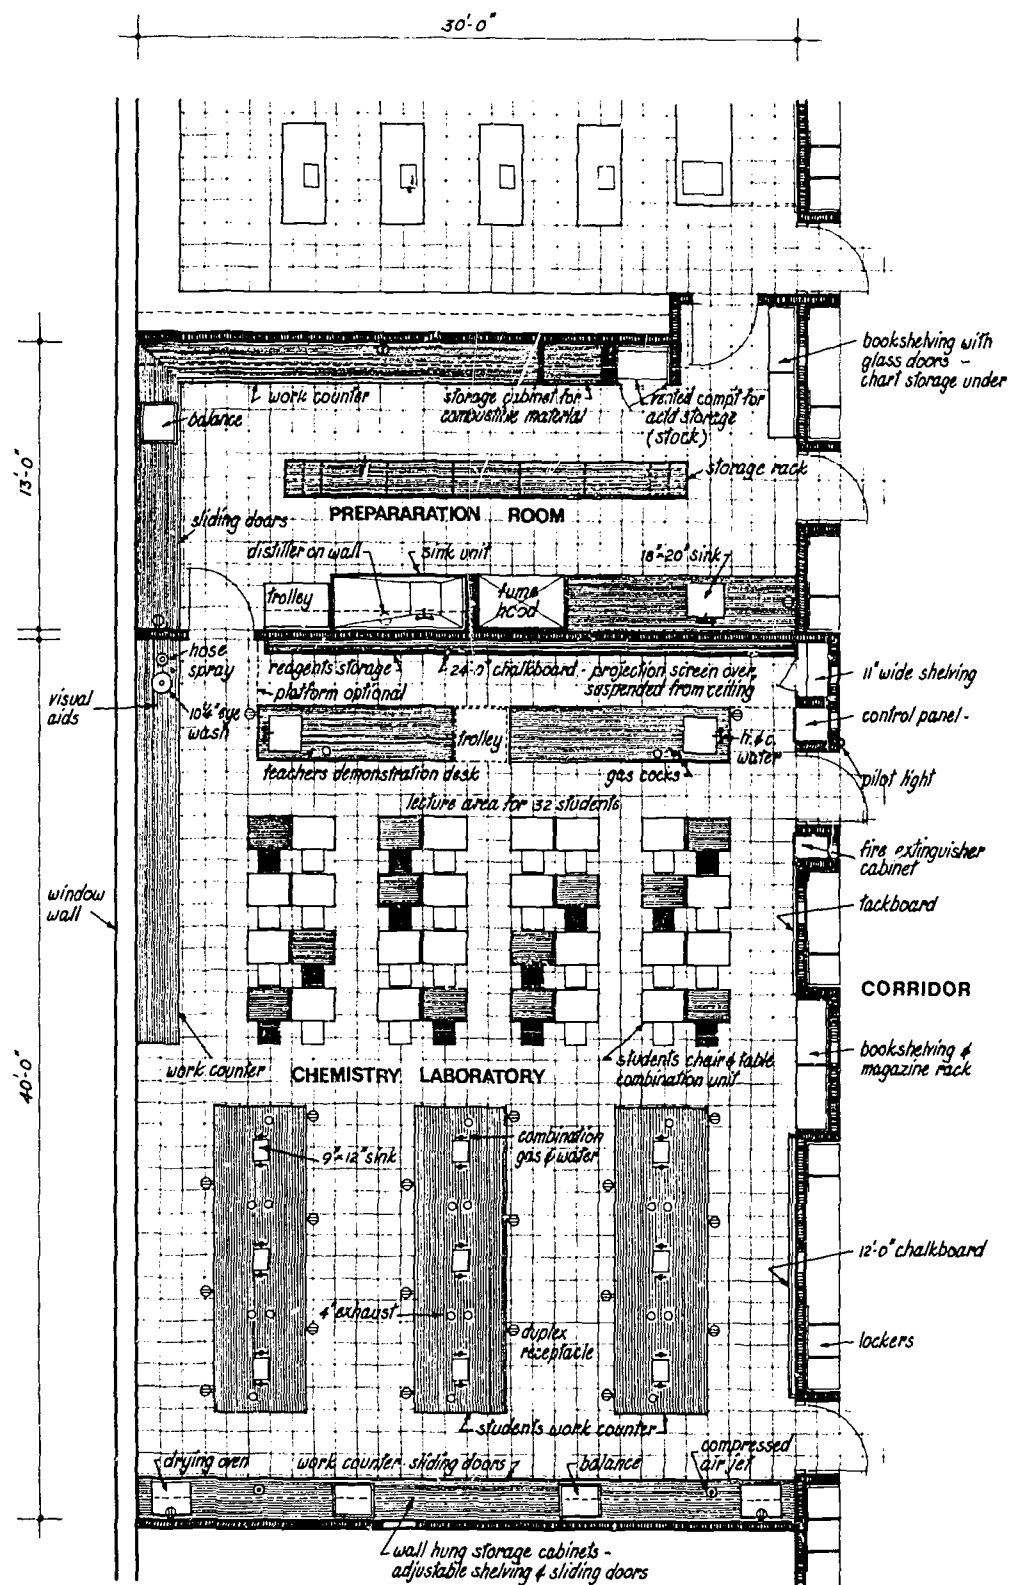 30'-0"
bookshelving with
glass doors -
chart storage under
work counter
storage cabinet for
combustive material
vented compt for
acid storage
(stock)
balance
13'-0"
storage rack
PREPARARATION ROOM
sliding doors
distiller on wall
sink unit
18"-20" sink
trolley
fume
hood
hose
spray
reagents storage-
24'-0" chalkboard - projection screen over,
suspended from ceiling
platform optional
11" wide shelving
visual
aids
eye
wash
control panel -
trolley
h.&c.
water
teachers demonstration desk
gas cocks
pilot light
lecture area for 32 students
fire extinguisher
cabinet
window
wall
tackboard
CORRIDOR
40'-0"
work counter
CHEMISTRY LABORATORY
students chair & table
combination unit
bookshelving &
magazine rack
9"-12" sink
combination
gas & water
12'-0" chalkboard
4" exhaust
duplex
receptacle
lockers
students work counter
drying oven
work counter - sliding doors
balance
compressed
air jet
wall hung storage cabinets -
adjustable shelving & sliding doors